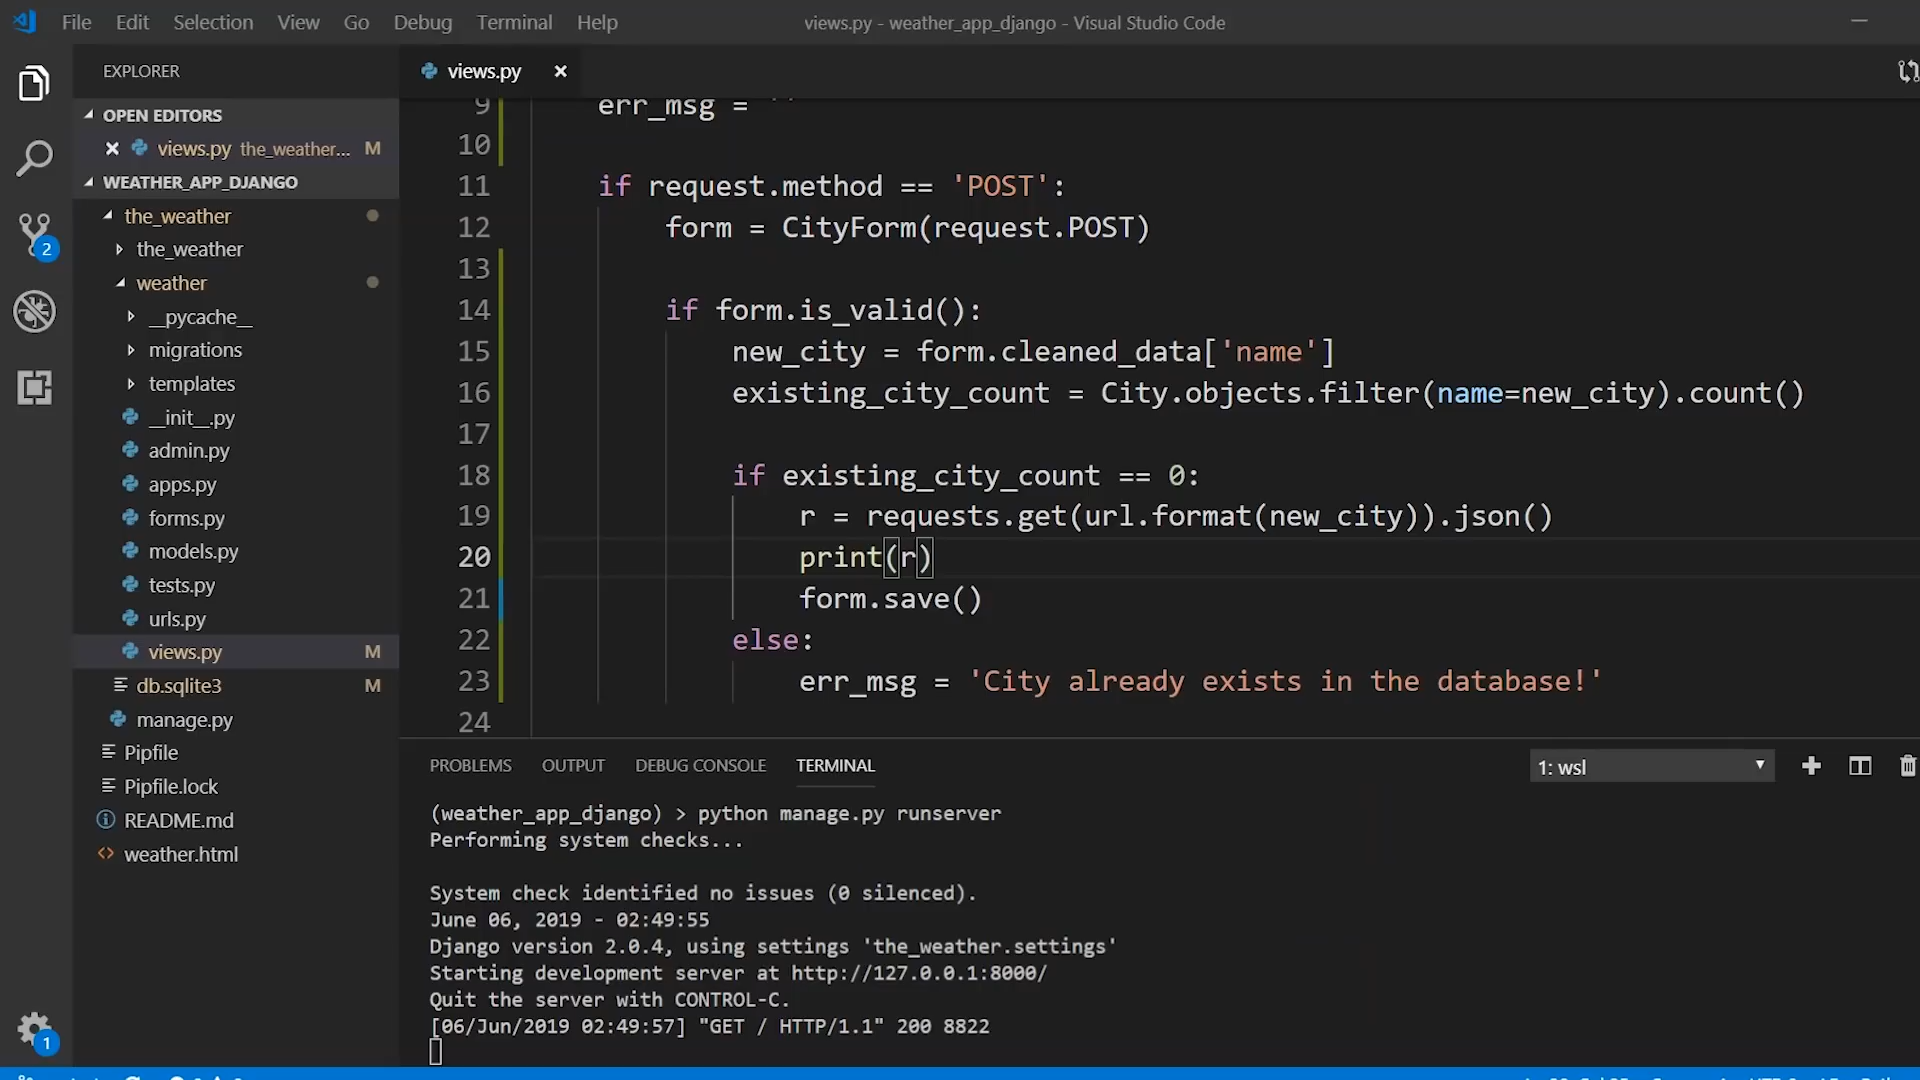 File Edit Selection View Go Debug Terminal Help
views.py - weather_app_django - Visual Studio Code
EXPLORER
OPEN EDITORS
views.py the_weather... M
WEATHER_APP_DJANGO
the_weather
the_weather
weather
__pycache__
migrations
templates
__init__.py
admin.py
apps.py
forms.py
models.py
tests.py
urls.py
views.py M
db.sqlite3 M
manage.py
Pipfile
Pipfile.lock
README.md
weather.html
2
1
views.py
9 err_msg = ''
10
11 if request.method == 'POST':
12 form = CityForm(request.POST)
13
14 if form.is_valid():
15 new_city = form.cleaned_data['name']
16 existing_city_count = City.objects.filter(name=new_city).count()
17
18 if existing_city_count == 0:
19 r = requests.get(url.format(new_city)).json()
20 print(r)
21 form.save()
22 else:
23 err_msg = 'City already exists in the database!'
24
PROBLEMS OUTPUT DEBUG CONSOLE TERMINAL
1: wsl
(weather_app_django) > python manage.py runserver
Performing system checks...
System check identified no issues (0 silenced).
June 06, 2019 - 02:49:55
Django version 2.0.4, using settings 'the_weather.settings'
Starting development server at http://127.0.0.1:8000/
Quit the server with CONTROL-C.
[06/Jun/2019 02:49:57] "GET / HTTP/1.1" 200 8822